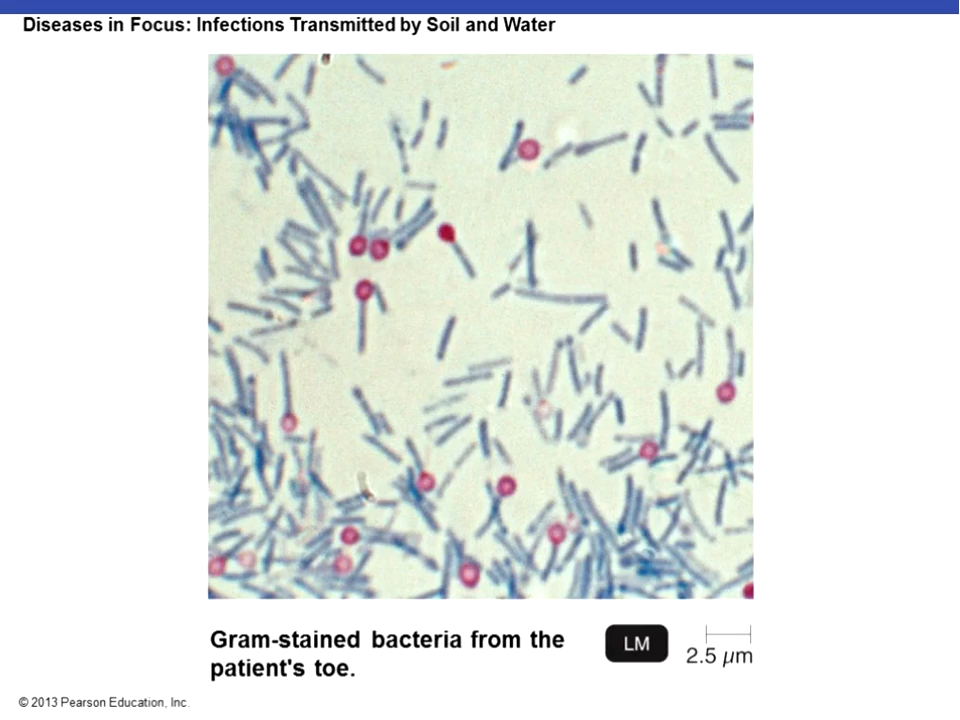 Diseases in Focus: Infections Transmitted by Soil and Water
Gram-stained bacteria from the
patient's toe.
LM
2.5 μm
© 2013 Pearson Education, Inc.